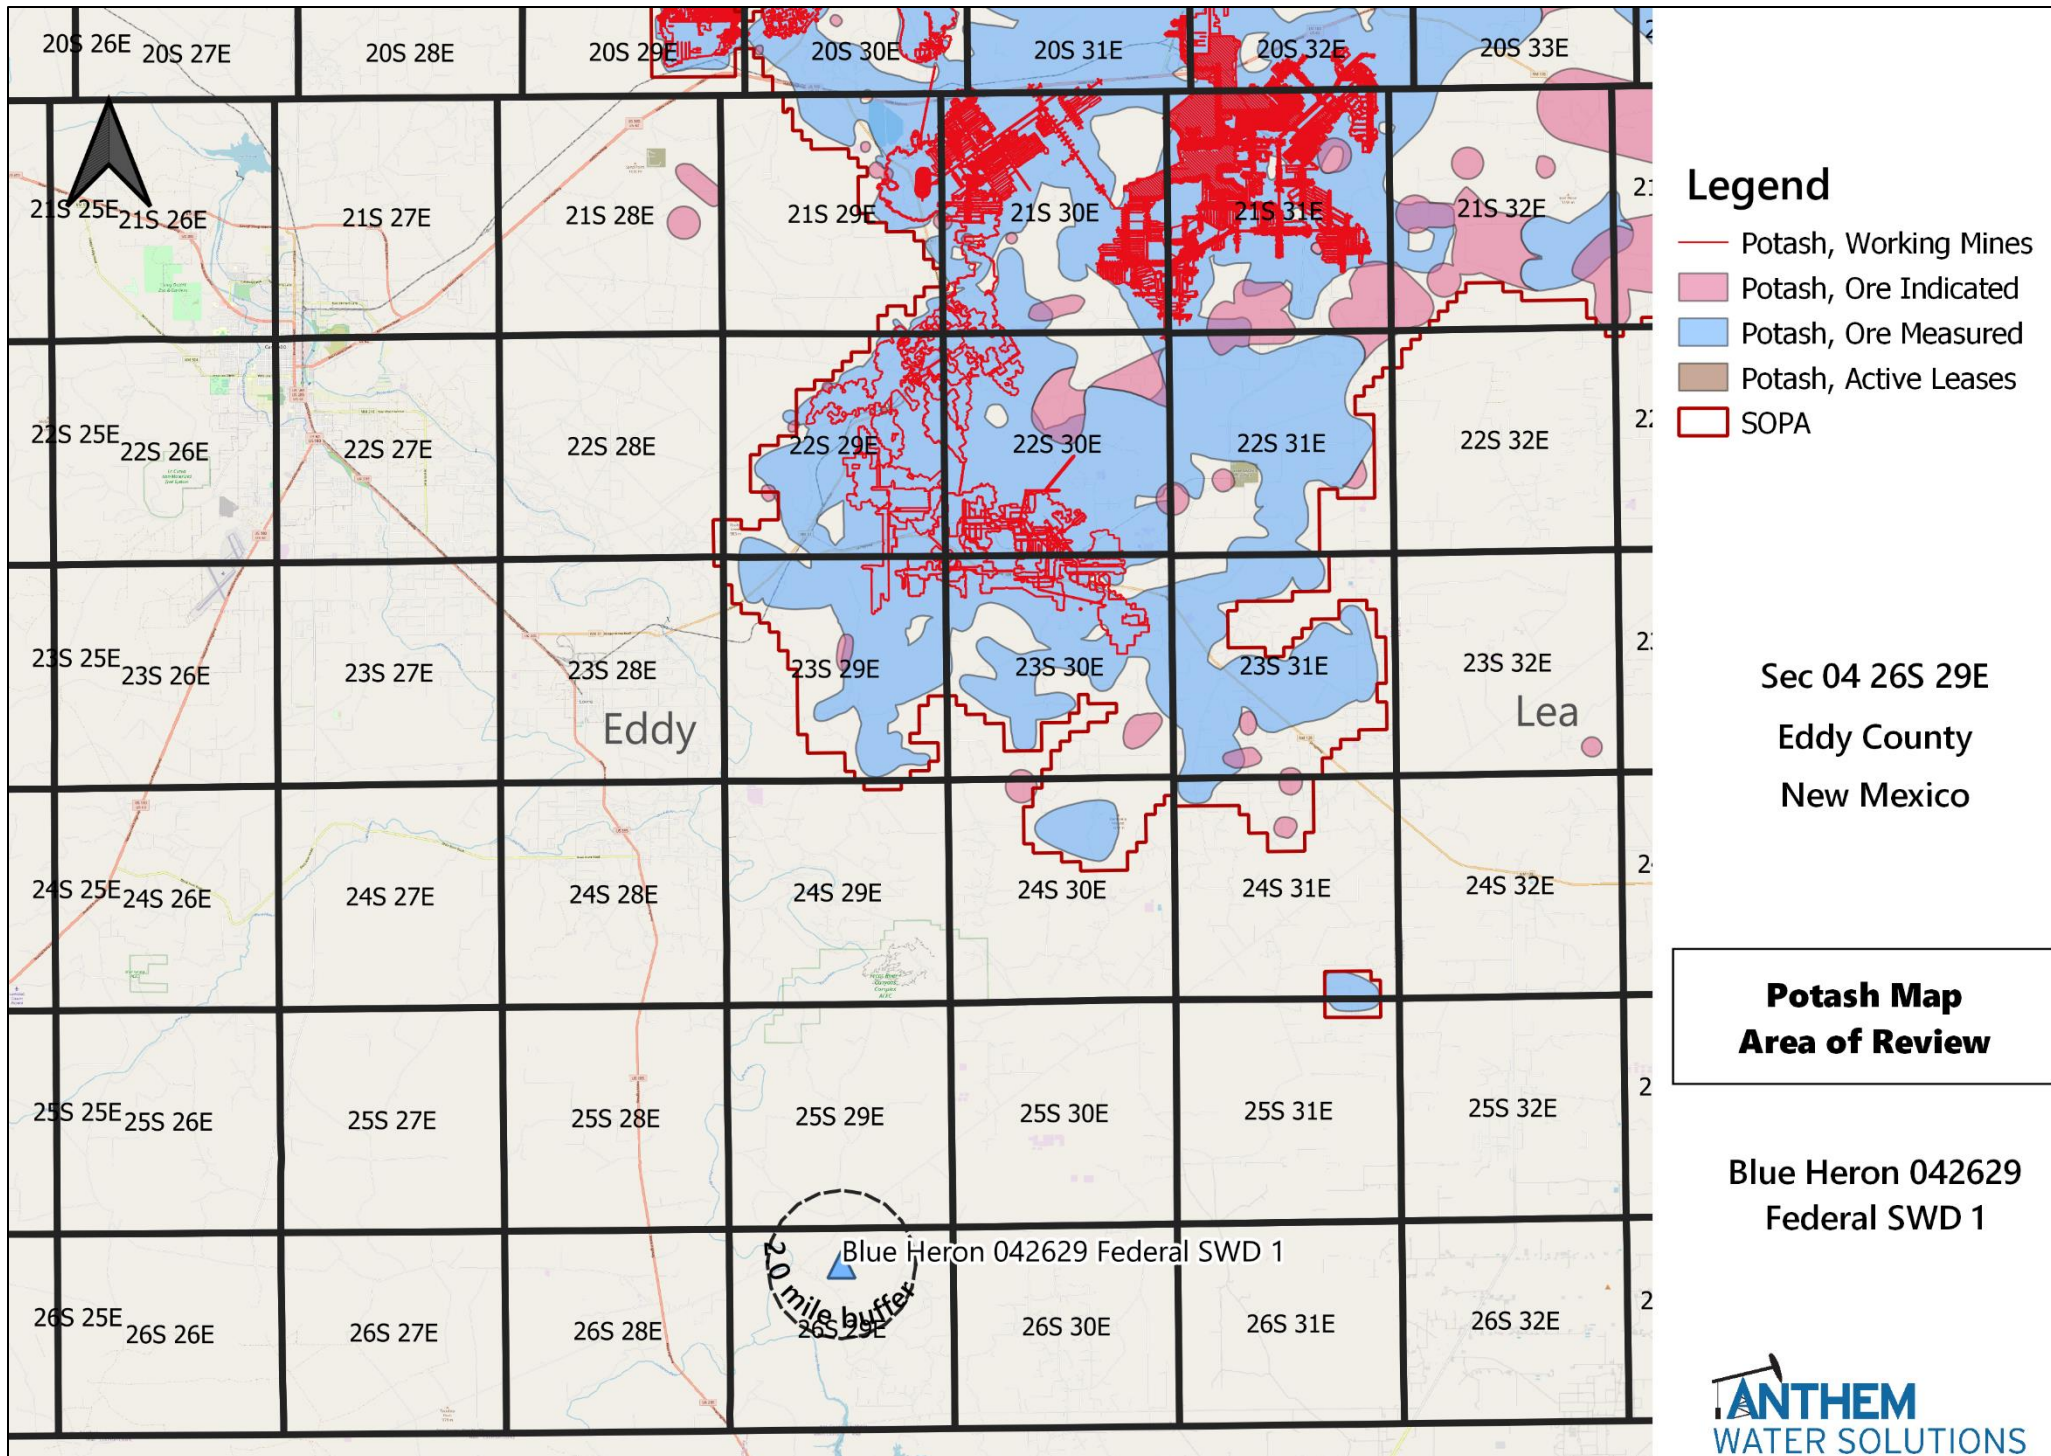 20S 26E
20S 27E
20S 28E
20S 29E
20S 30E
20S 31E
20S 32E
20S 33E
21S 25E
21S 26E
21S 27E
21S 28E
21S 29E
21S 30E
21S 31E
21S 32E
22S 25E
22S 26E
22S 27E
22S 28E
22S 29E
22S 30E
22S 31E
22S 32E
23S 25E
23S 26E
23S 27E
23S 28E
23S 29E
23S 30E
23S 31E
23S 32E
Eddy
Lea
24S 25E
24S 26E
24S 27E
24S 28E
24S 29E
24S 30E
24S 31E
24S 32E
25S 25E
25S 26E
25S 27E
25S 28E
25S 29E
25S 30E
25S 31E
25S 32E
Blue Heron 042629 Federal SWD 1
2.0 mile buffer
26S 25E
26S 26E
26S 27E
26S 28E
26S 29E
26S 30E
26S 31E
26S 32E
Legend
Potash, Working Mines
Potash, Ore Indicated
Potash, Ore Measured
Potash, Active Leases
SOPA
Sec 04 26S 29E
Eddy County
New Mexico
Potash Map
Area of Review
Blue Heron 042629
Federal SWD 1
ANTHEM
WATER SOLUTIONS